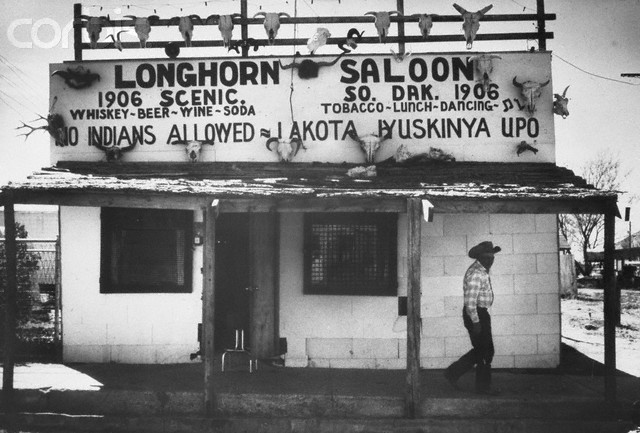 corbis
LONGHORN SALOON
1906 SCENIC, SO. DAK. 1906
WHISKEY~BEER~WINE~SODA TOBACCO~LUNCH~DANCING~
NO INDIANS ALLOWED~LAKOTA IYUSKINYA UPO